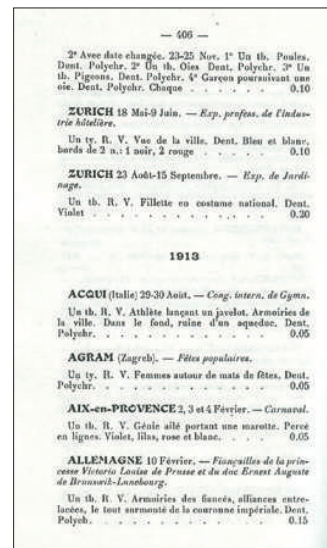 — 406 —
2º Avec date changée. 23-25 Nov. 1º Un tb. Poules.
Dent. Polychr. 2º Un tb. Oies Dent. Polychr. 3º Un
tb. Pigeons. Dent. Polychr. 4º Garçon poursuivant une
oie. Dent. Polychr. Chaque . . . . . 0.10
ZURICH 18 Mai-9 Juin. — Exp. profess. de l'Indus-
trie hôtelière.
Un ty. R. V. Vue de la ville. Dent. Bleu et blanc,
bords de 2 n.: 1 noir, 2 rouge . . . . . 0.10
ZURICH 23 Août-15 Septembre. — Exp. de Jardi-
nage.
Un tb. R. V. Fillette en costume national. Dent.
Violet . . . . . . . . . . 0.20
1913
ACQUI (Italie) 29-30 Août. — Cong. intern. de Gymn.
Un tb. R. V. Athlète lançant un javelot. Armoiries de
la ville. Dans le fond, ruine d'un aqueduc. Dent.
Polychr. . . . . . . . . . 0.05
AGRAM (Zagreb). — Fêtes populaires.
Un ty. R. V. Femmes autour de mats de fêtes. Dent.
Polychr. . . . . . . . . . 0.05
AIX-en-PROVENCE 2, 3 et 4 Février. — Carnaval.
Un tb. R. V. Génie ailé portant une marotte. Percé
en lignes. Violet, lilas, rose et blanc. . . . 0.05
ALLEMAGNE 10 Février. — Fiançailles de la prin-
cesse Victoria Louise de Prusse et du duc Ernest Auguste
de Brunswik-Lunebourg.
Un tb. R. V. Armoiries des fiancés, alliances entre-
lacées, le tout surmonté de la couronne impériale. Dent.
Polych. . . . . . . . . . 0.15